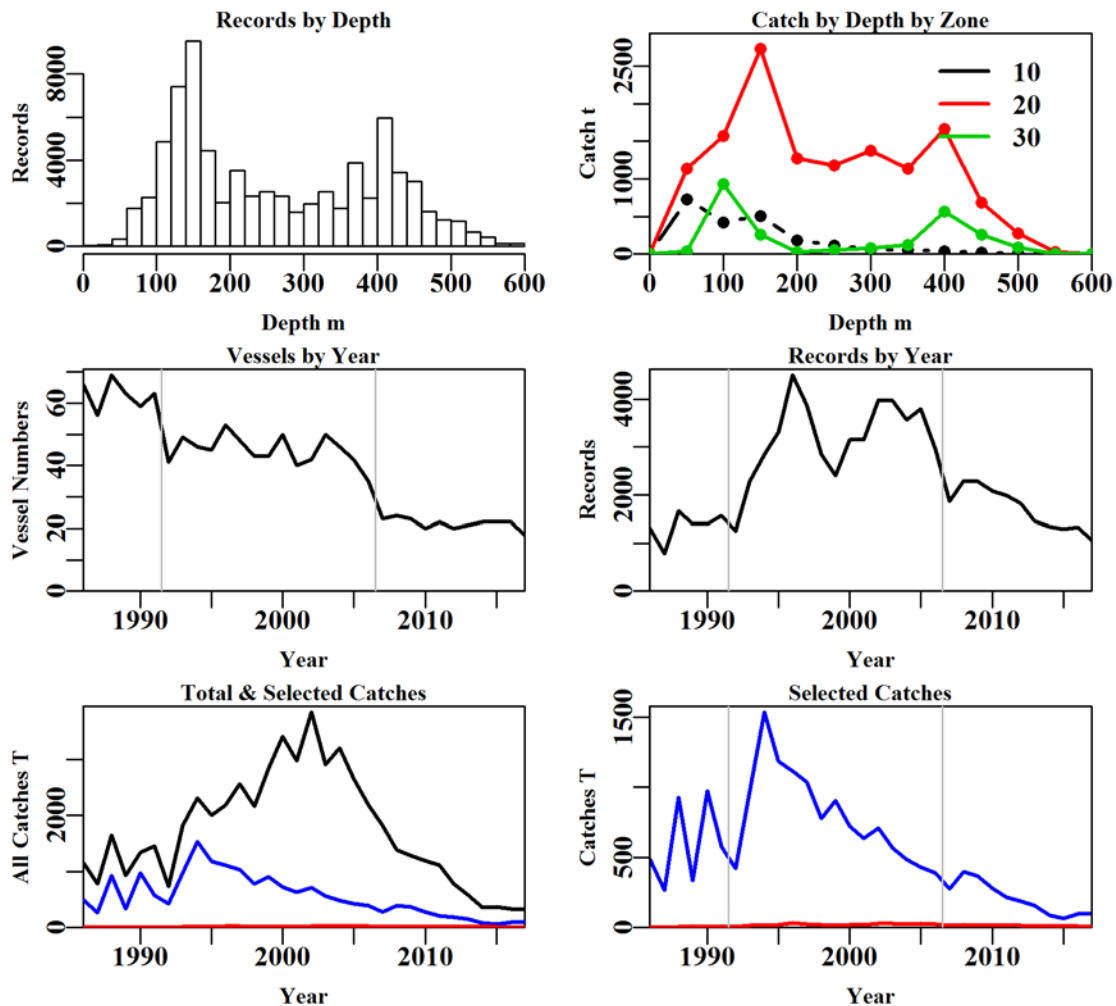 Records by Depth
Records
0 4000 8000
0 100 200 300 400 500 600
Depth m
Catch by Depth by Zone
Catch t
0 1000 2500
10
20
30
0 100 200 300 400 500 600
Depth m
Vessels by Year
Vessel Numbers
0 20 40 60
1990 2000 2010
Year
Records by Year
Records
0 2000 4000
1990 2000 2010
Year
Total & Selected Catches
All Catches T
0 2000
1990 2000 2010
Year
Selected Catches
Catches T
0 500 1500
1990 2000 2010
Year